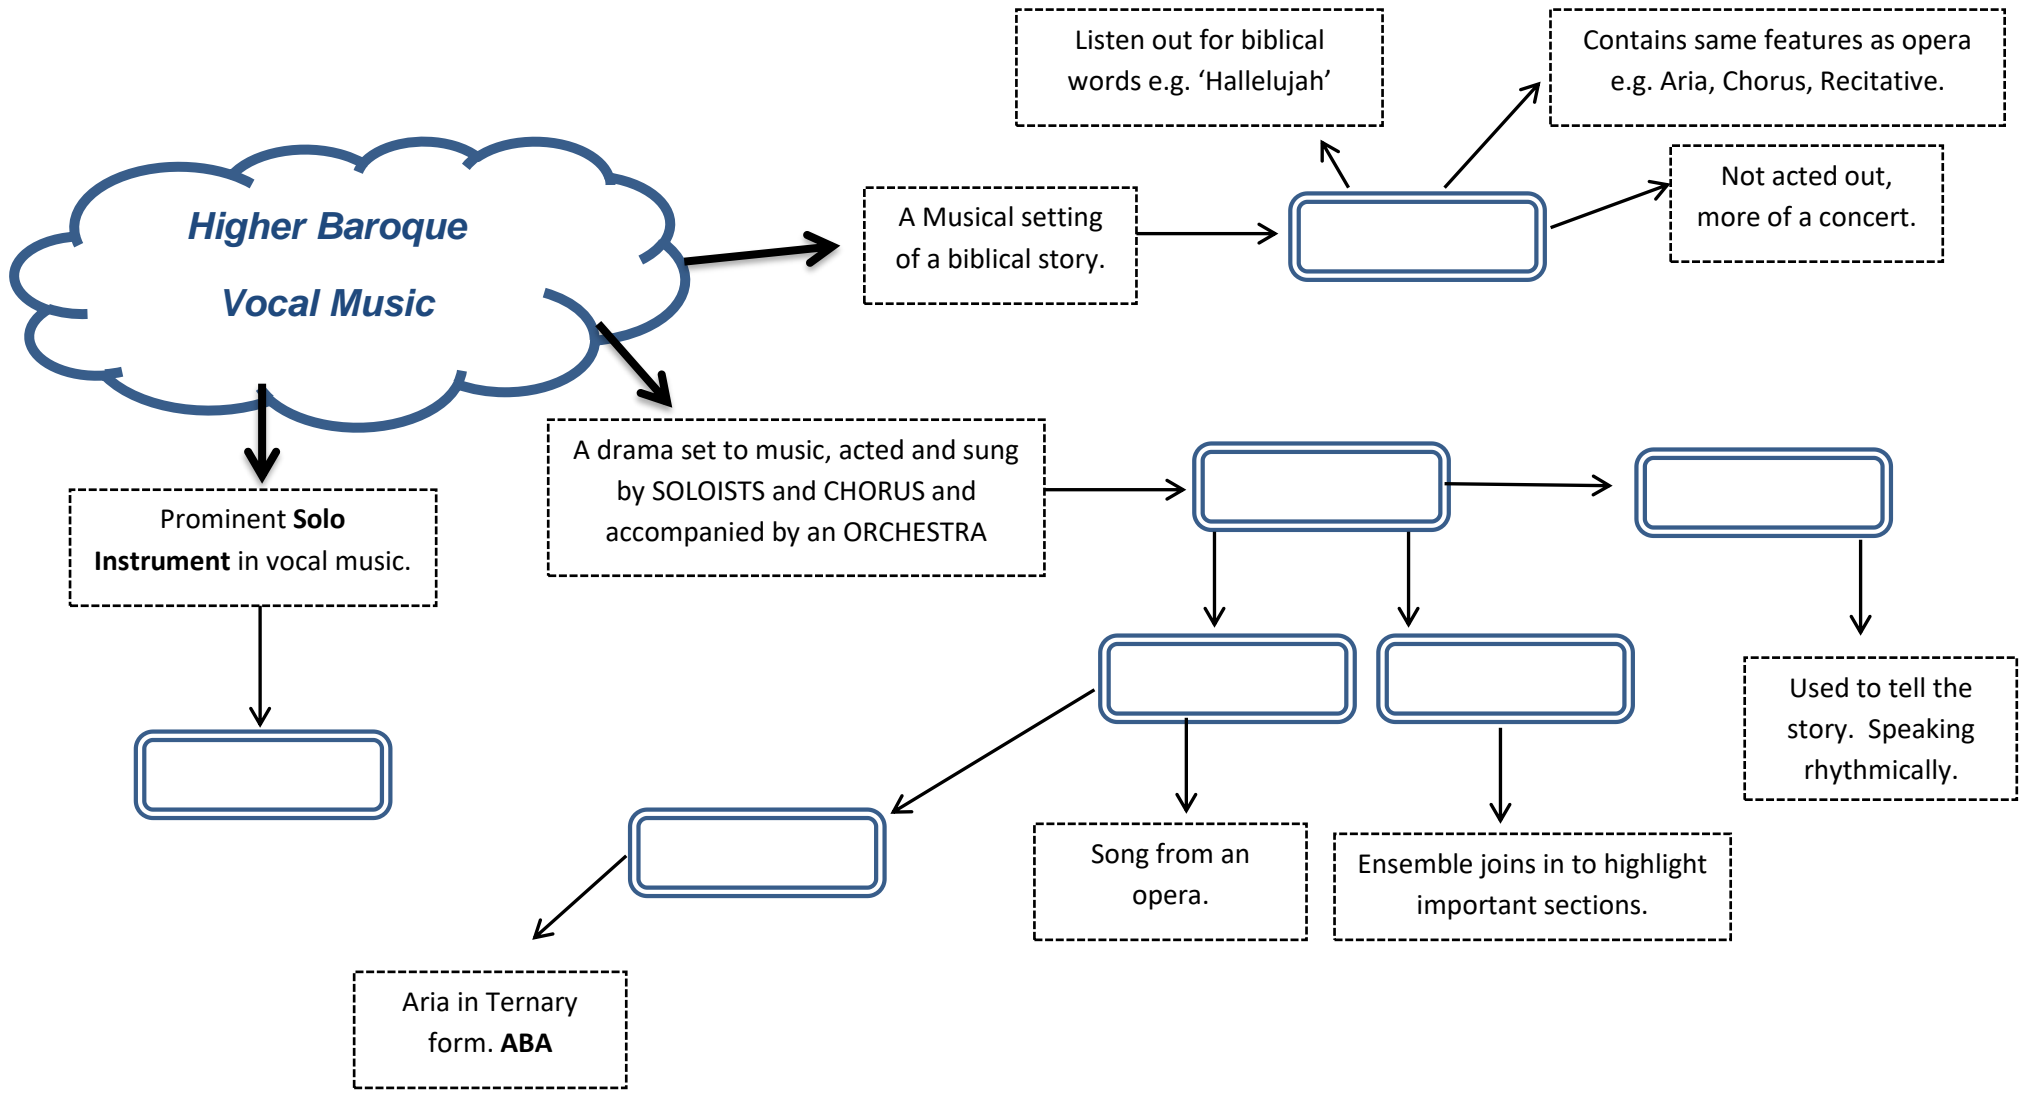 Listen out for biblical
words e.g. ‘Hallelujah’
Contains same features as opera
e.g. Aria, Chorus, Recitative.
Not acted out,
more of a concert.
Higher Baroque
Vocal Music
A Musical setting
of a biblical story.
A drama set to music, acted and sung
by SOLOISTS and CHORUS and
accompanied by an ORCHESTRA
Prominent Solo
Instrument in vocal music.
Used to tell the
story.  Speaking
rhythmically.
Song from an
opera.
Ensemble joins in to highlight
important sections.
Aria in Ternary
form. ABA